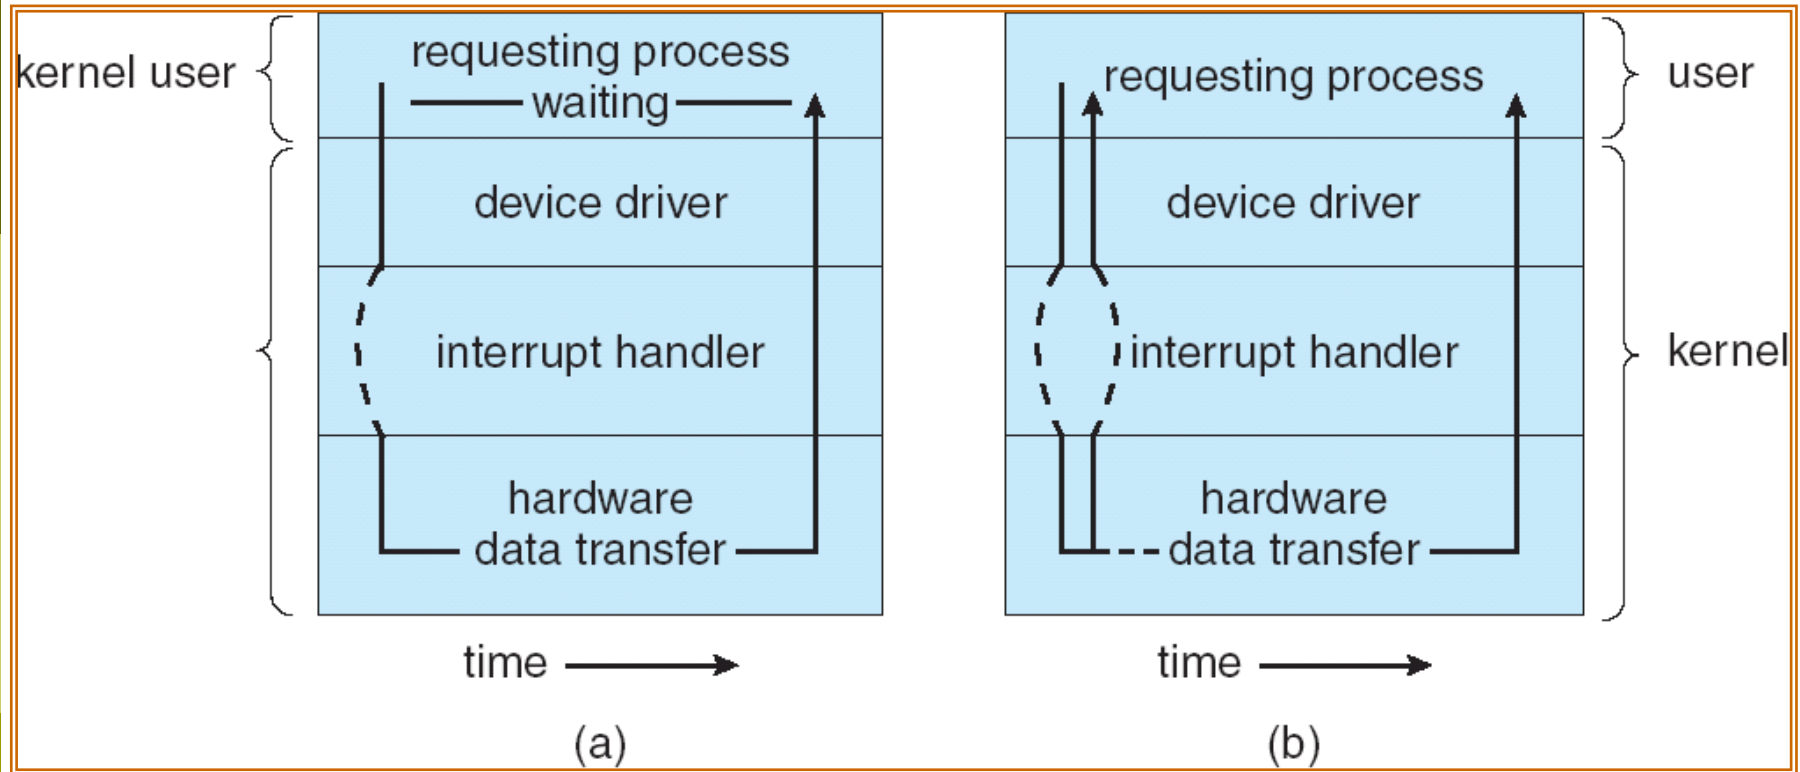 kernel user
requesting process
waiting
device driver
interrupt handler
hardware
data transfer
time
(a)
requesting process
user
device driver
interrupt handler
kernel
hardware
data transfer
time
(b)